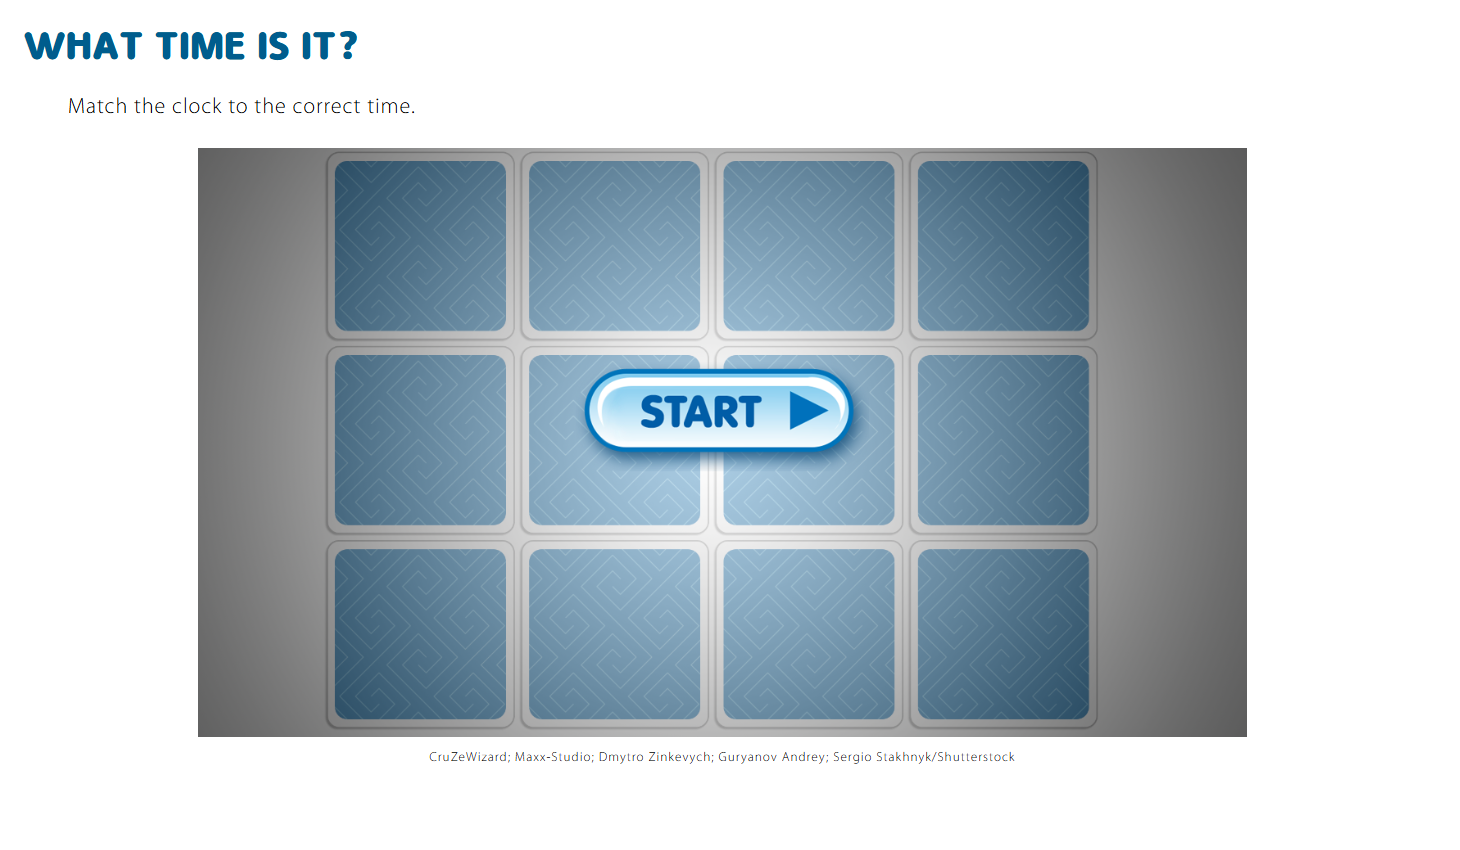 WHAT TIME IS IT?
Match the clock to the correct time.
START
CruZeWizard; Maxx-Studio; Dmytro Zinkevych; Guryanov Andrey; Sergio Stakhnyk/Shutterstock